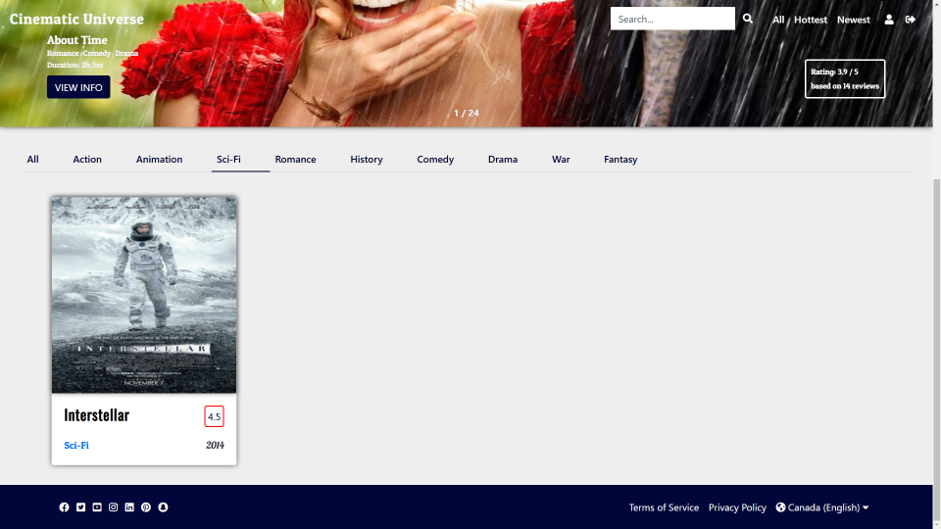 Cinematic Universe
Search...
All / Hottest Newest
About Time
Romance, Comedy, Drama
Duration: 2h 3m
VIEW INFO
Rating: 3.9 / 5
based on 14 reviews
1 / 24
All Action Animation Sci-Fi Romance History Comedy Drama War Fantasy
INTERSTELLAR
NOVEMBER 7
Interstellar 4.5
Sci-Fi 2014
Terms of Service Privacy Policy Canada (English)